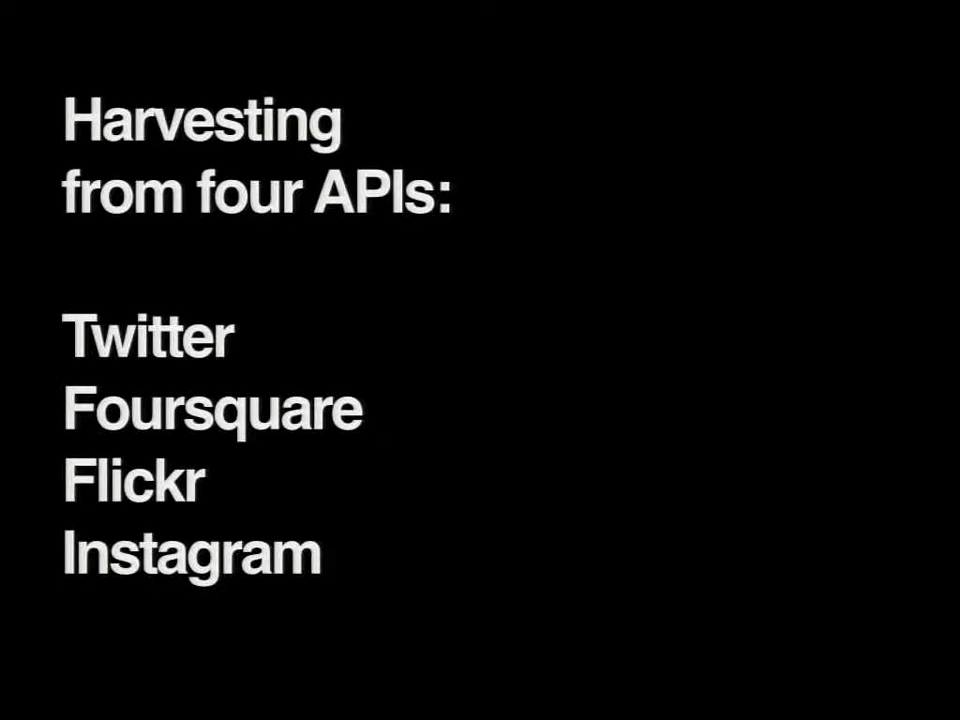 Harvesting
from four APIs:
Twitter
Foursquare
Flickr
Instagram